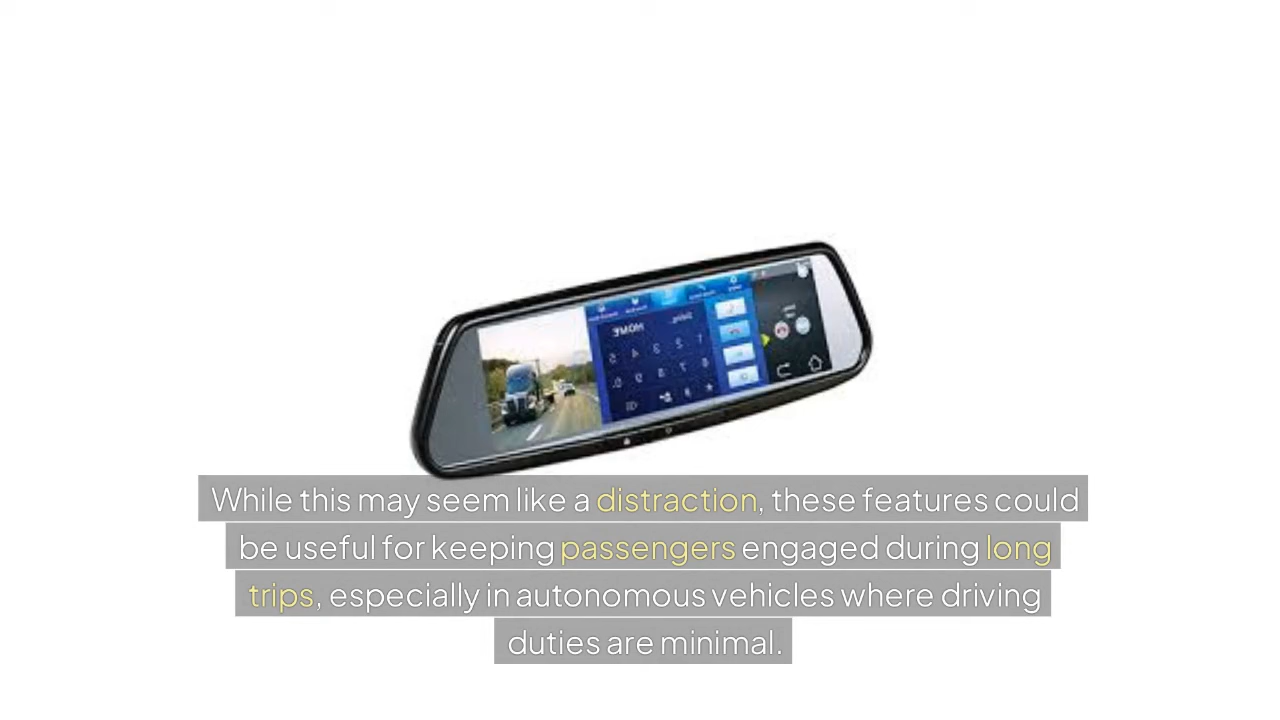 HOME
While this may seem like a distraction, these features could
be useful for keeping passengers engaged during long
trips, especially in autonomous vehicles where driving
duties are minimal.